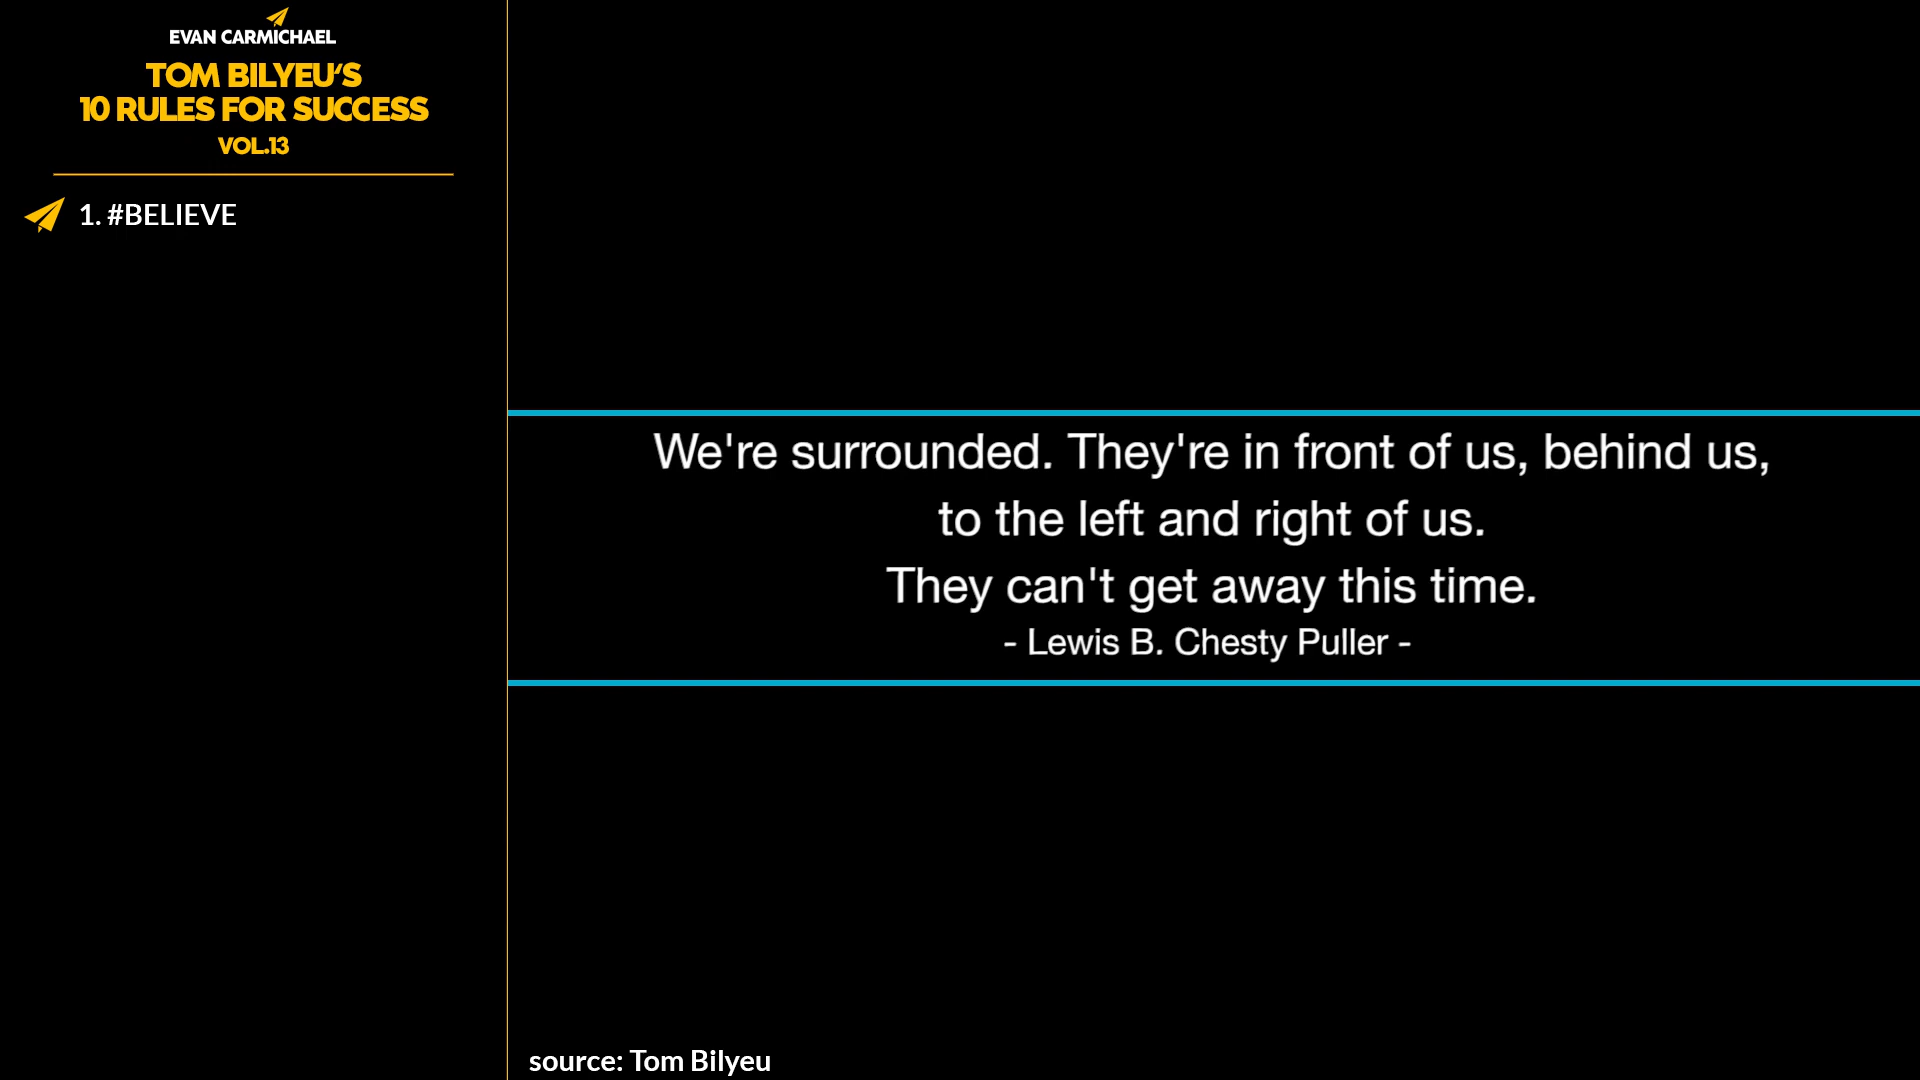 EVAN CARMICHAEL
TOM BILYEU'S
10 RULES FOR SUCCESS
VOL.13
1. #BELIEVE
We're surrounded. They're in front of us, behind us,
to the left and right of us.
They can't get away this time.
- Lewis B. Chesty Puller -
source: Tom Bilyeu